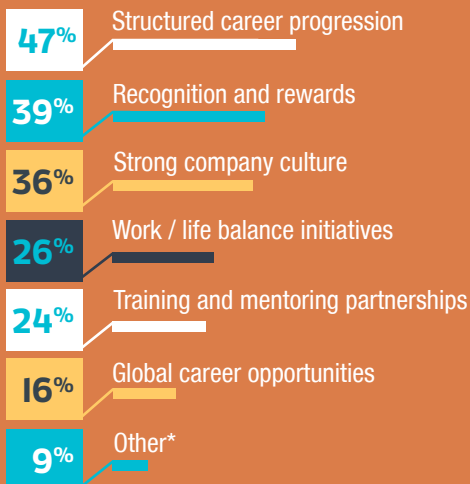 47% Structured career progression
39% Recognition and rewards
36% Strong company culture
26% Work / life balance initiatives
24% Training and mentoring partnerships
16% Global career opportunities
9% Other*